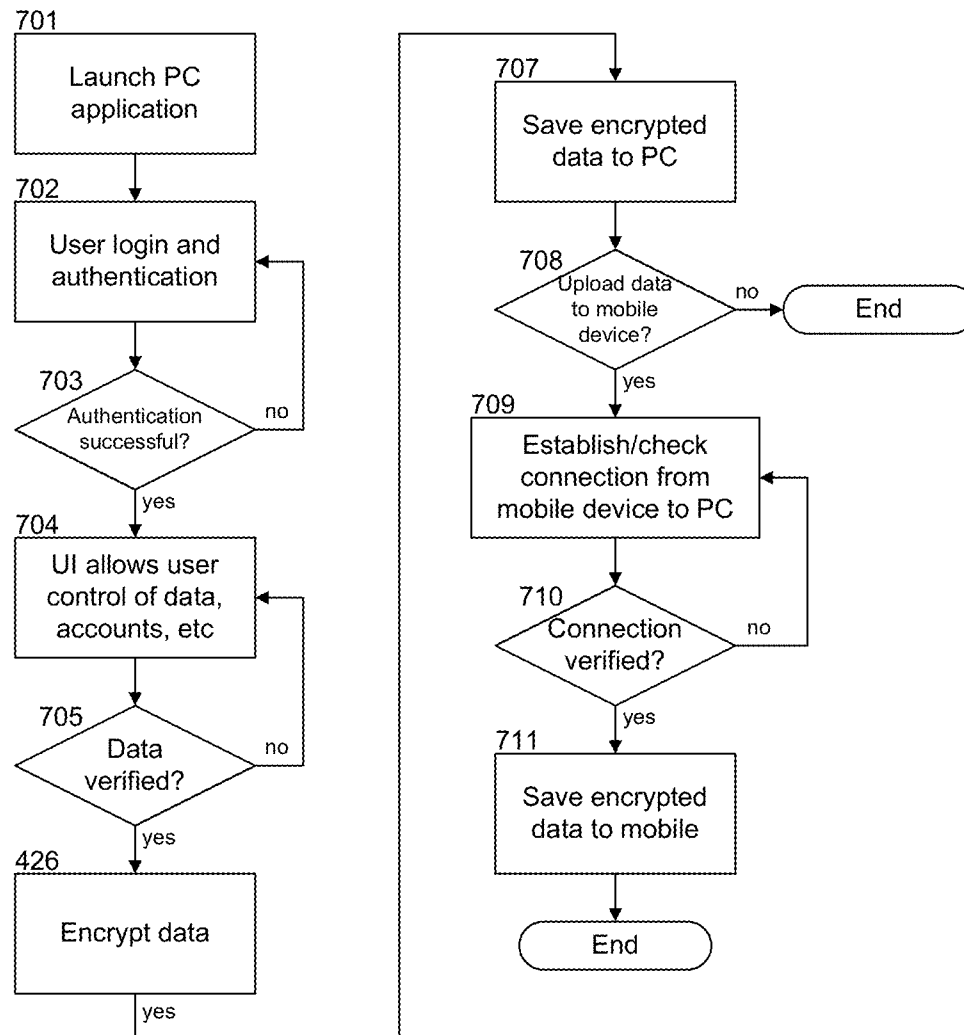 701
Launch PC
application
702
User login and
authentication
703
Authentication
successful?
no
yes
704
UI allows user
control of data,
accounts, etc
705
Data
verified?
no
yes
426
Encrypt data
yes
707
Save encrypted
data to PC
708
Upload data
to mobile
device?
no
End
yes
709
Establish/check
connection from
mobile device to PC
710
Connection
verified?
no
yes
711
Save encrypted
data to mobile
End